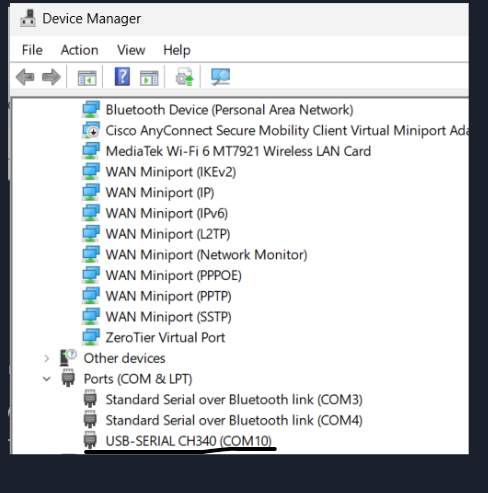 Device Manager
File Action View Help
Bluetooth Device (Personal Area Network)
Cisco AnyConnect Secure Mobility Client Virtual Miniport Ada
MediaTek Wi-Fi 6 MT7921 Wireless LAN Card
WAN Miniport (IKEv2)
WAN Miniport (IP)
WAN Miniport (IPv6)
WAN Miniport (L2TP)
WAN Miniport (Network Monitor)
WAN Miniport (PPPOE)
WAN Miniport (PPTP)
WAN Miniport (SSTP)
ZeroTier Virtual Port
Other devices
Ports (COM & LPT)
Standard Serial over Bluetooth link (COM3)
Standard Serial over Bluetooth link (COM4)
USB-SERIAL CH340 (COM10)